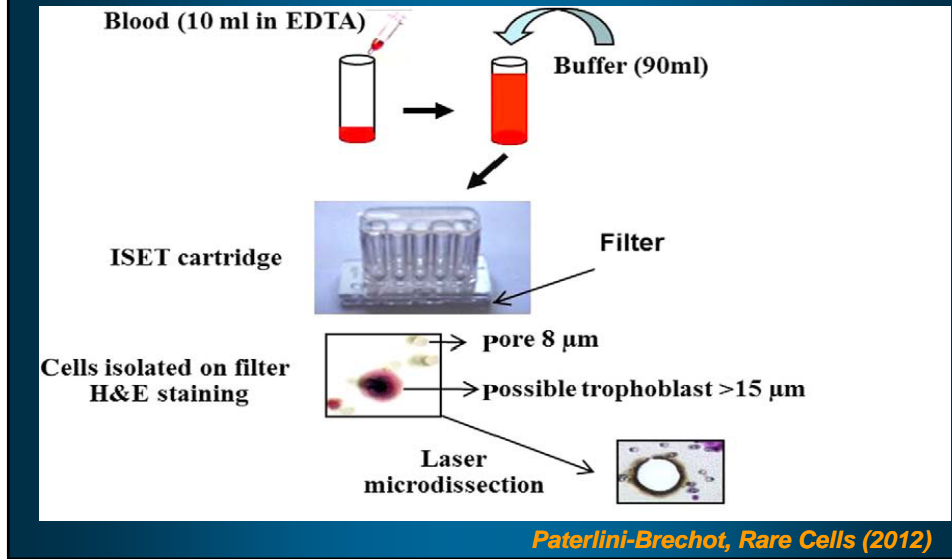 Blood (10 ml in EDTA)
Buffer (90ml)
ISET cartridge
Filter
pore 8 μm
Cells isolated on filter
H&E staining
possible trophoblast >15 μm
Laser
microdissection
Paterlini-Brechot, Rare Cells (2012)